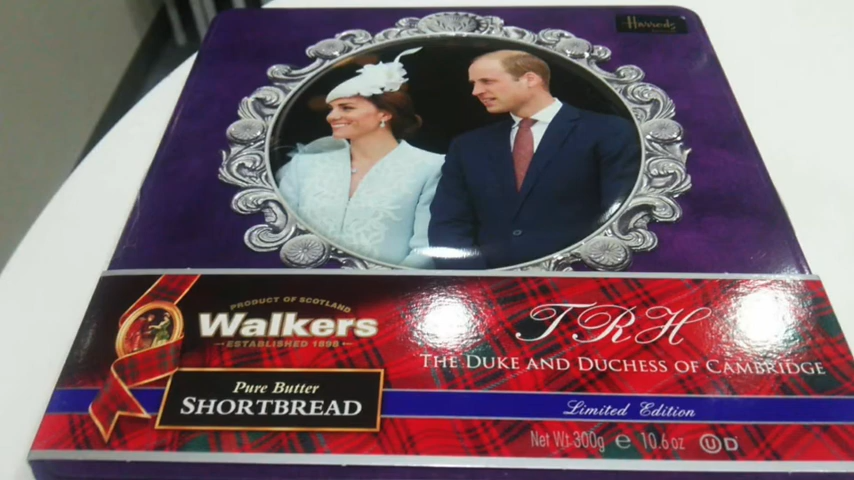 Harrods
PRODUCT OF SCOTLAND
Walkers
ESTABLISHED 1898
Pure Butter
SHORTBREAD
TRH
THE DUKE AND DUCHESS OF CAMBRIDGE
Limited Edition
Net Wt 300g e 10.6 oz U D